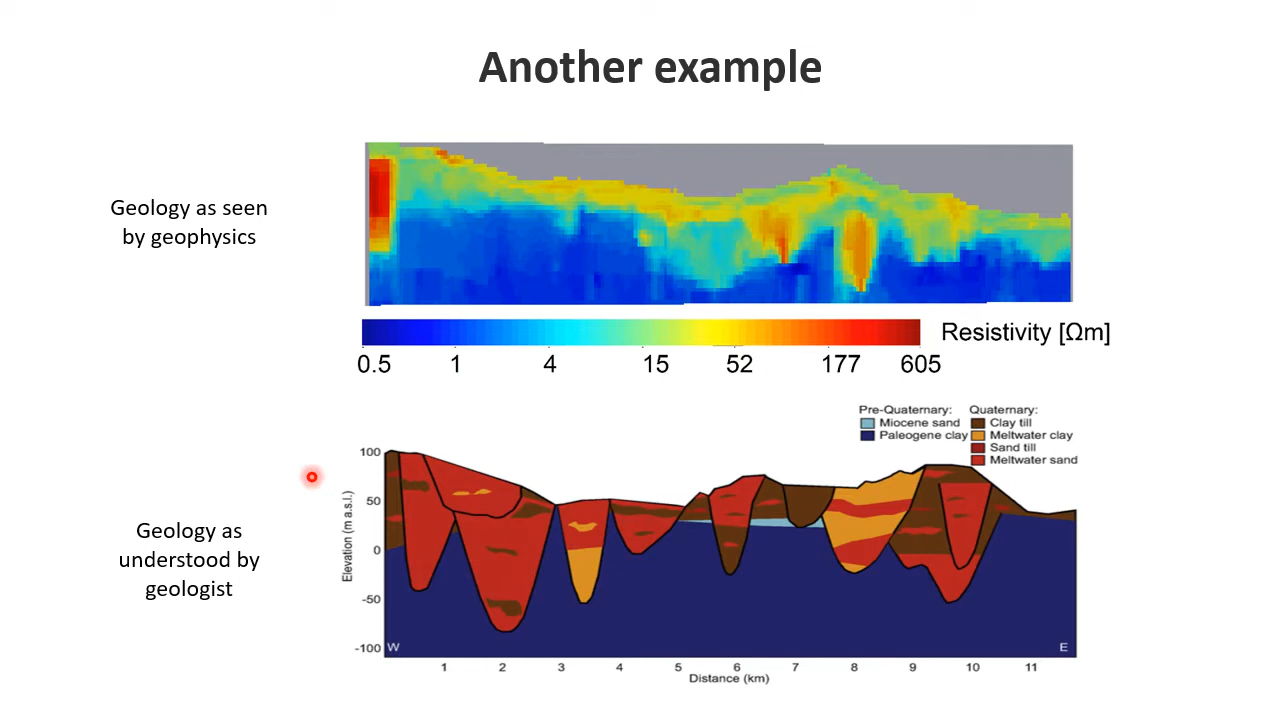 Another example
Geology as seen
by geophysics
0.5 1 4 15 52 177 605
Resistivity [Ωm]
Pre-Quaternary:
Miocene sand
Paleogene clay
Quaternary:
Clay till
Meltwater clay
Sand till
Meltwater sand
Geology as
understood by
geologist
Elevation (m a.s.l.)
100
50
0
-50
-100
W
E
1 2 3 4 5 6 7 8 9 10 11
Distance (km)